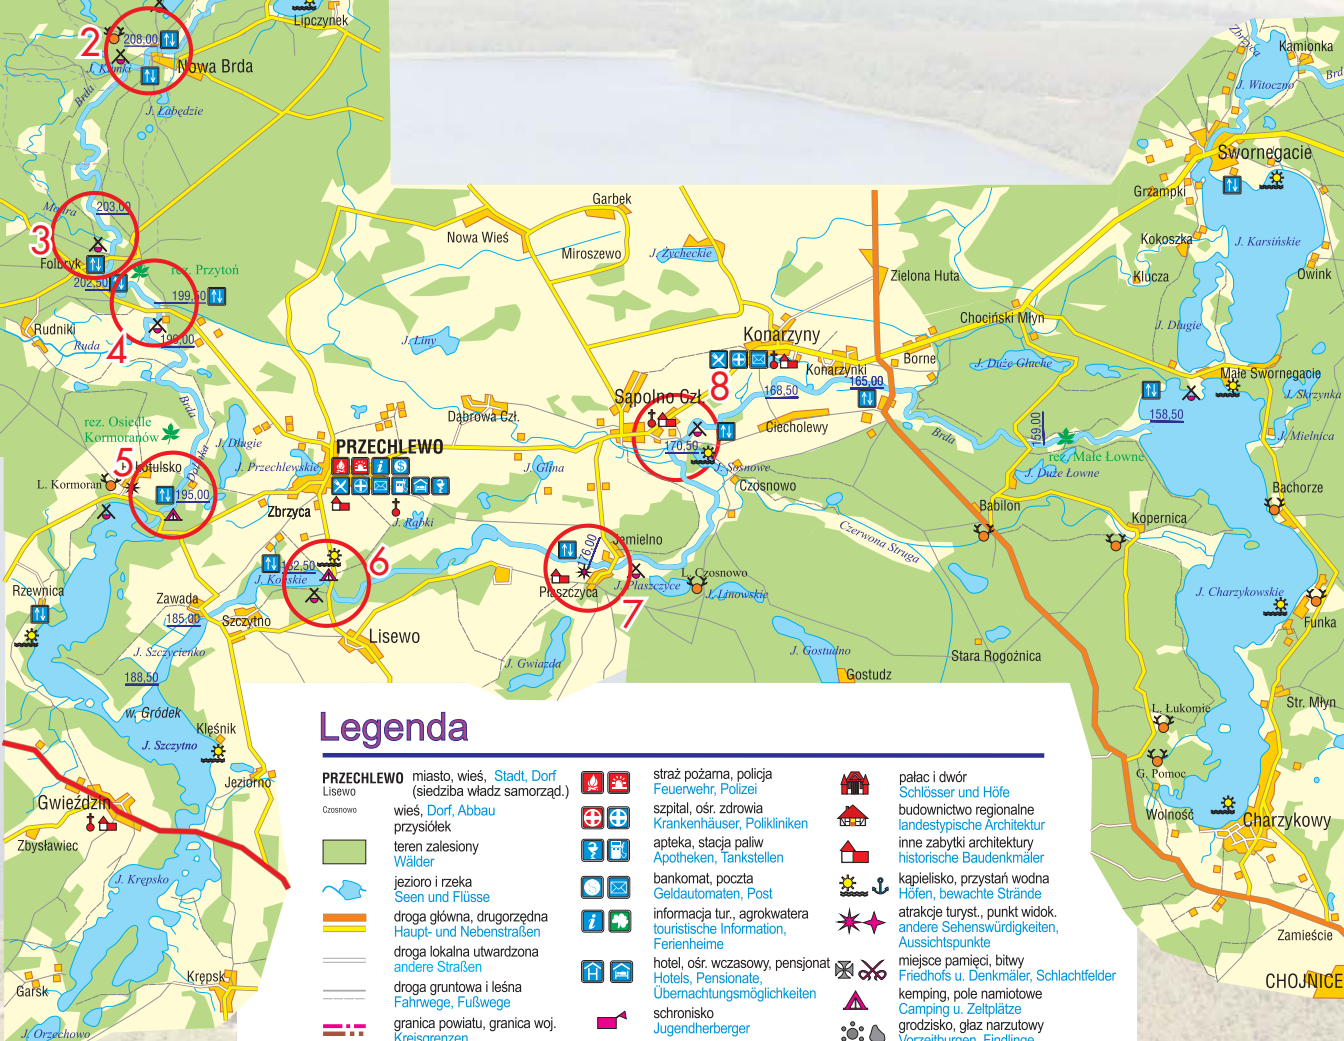 Lipczynek
2
208,00
J. Końki
Nowa Brda
Brda
J. Łabędzie
Zbrzyca
Kamionka
J. Witoczno
Swornegacie
Grzampki
Kokoszka
J. Karsińskie
Klucza
Owink
203,00
3
Folbryk
202,50
rez. Przytoń
199,50
Rudniki
Ruda
4
199,00
Garbek
Nowa Wieś
Miroszewo
J. Życheckie
Zielona Huta
Chociński Młyn
J. Długie
J. Liny
Konarzyny
Konarzynki
Borne
J. Duże Głuche
Małe Swornegacie
J. Skrzynka
165,00
168,50
8
Sąpolno Czł.
158,50
159,00
Brda
rez. Osiedle
Kormoranów
J. Długie
Dąbrowa Czł.
Ciecholewy
Brda
J. Mielnica
PRZECHLEWO
170,50
rez. Małe Łowne
J. Duże Łowne
5
Lotulsko
J. Przechlewskie
J. Glina
J. Sosnowe
Czosnowo
L. Kormoran
195,00
Bachorze
Zbrzyca
J. Rąbki
Babilon
Kopernica
Czerwona Struga
Jemielno
6
J. Końskie
Płaszczyca
J. Płaszczyce
L. Czosnowo
J. Linowskie
7
Rzewnica
Zawada
185,00
Szczytno
Lisewo
J. Charzykowskie
Funka
J. Szczycienko
J. Gwiazda
J. Gostudno
Stara Rogoźnica
188,50
Gostudz
w. Gródek
Klęśnik
L. Łukomie
Str. Młyn
J. Szczytno
G. Pomoc
Jeziorno
Wolność
Charzykowy
Gwieździn
Zbysławiec
J. Krępsko
Zamieście
Krępsk
Garsk
J. Orzechowo
CHOJNICE
Legenda
PRZECHLEWO
Lisewo
miasto, wieś, Stadt, Dorf
(siedziba władz samorząd.)
Czosnowo
wieś, Dorf, Abbau
przysiółek
teren zalesiony
Wälder
jezioro i rzeka
Seen und Flüsse
droga główna, drugorzędna
Haupt- und Nebenstraßen
droga lokalna utwardzona
andere Straßen
droga gruntowa i leśna
Fahrwege, Fußwege
granica powiatu, granica woj.
Kreisgrenzen
straż pożarna, policja
Feuerwehr, Polizei
szpital, ośr. zdrowia
Krankenhäuser, Polikliniken
apteka, stacja paliw
Apotheken, Tankstellen
bankomat, poczta
Geldautomaten, Post
informacja tur., agrokwatera
touristische Information,
Ferienheime
hotel, ośr. wczasowy, pensjonat
Hotels, Pensionate,
Übernachtungsmöglichkeiten
schronisko
Jugendherberger
pałac i dwór
Schlösser und Höfe
budownictwo regionalne
landestypische Architektur
inne zabytki architektury
historische Baudenkmäler
kąpielisko, przystań wodna
Höfen, bewachte Strände
atrakcje turyst., punkt widok.
andere Sehenswürdigkeiten,
Aussichtspunkte
miejsce pamięci, bitwy
Friedhofs u. Denkmäler, Schlachtfelder
kemping, pole namiotowe
Camping u. Zeltplätze
grodzisko, głaz narzutowy
Vorzeitburgen, Findlinge